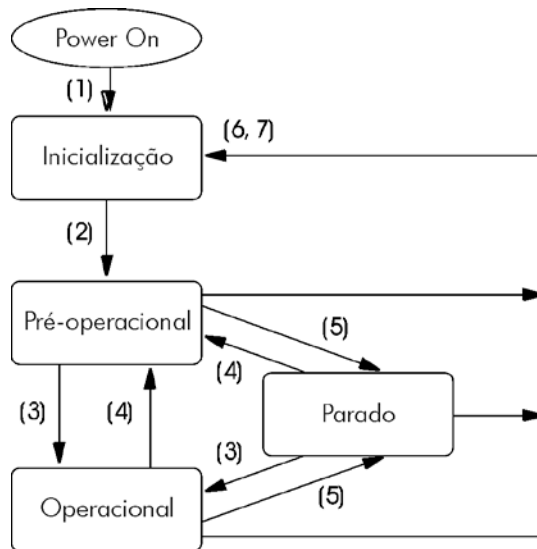 Power On
(1)
(6, 7)
Inicialização
(2)
Pré-operacional
(5)
(4)
(3)
(4)
Parado
(3)
Operacional
(5)